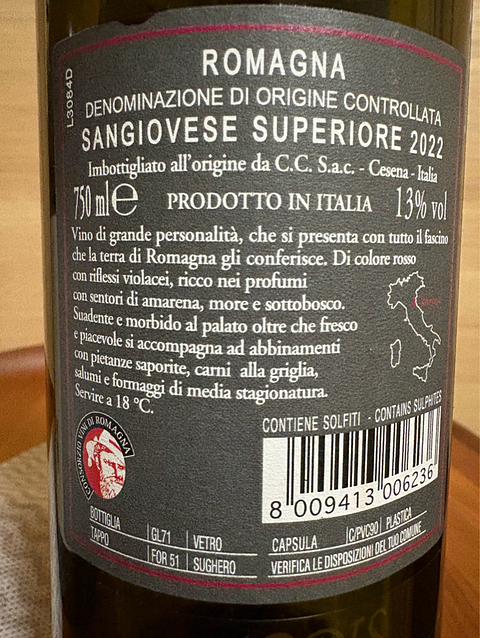 L3084D
ROMAGNA
DENOMINAZIONE DI ORIGINE CONTROLLATA
SANGIOVESE SUPERIORE 2022
Imbottigliato all'origine da C.C. S.a.c. - Cesena - Italia
750 ml e PRODOTTO IN ITALIA 13% vol
Vino di grande personalità, che si presenta con tutto il fascino
che la terra di Romagna gli conferisce. Di colore rosso
con riflessi violacei, ricco nei profumi
con sentori di amarena, more e sottobosco.
Suadente e morbido al palato oltre che fresco
e piacevole si accompagna ad abbinamenti
con pietanze saporite, carni alla griglia,
salumi e formaggi di media stagionatura.
Servire a 18 °C.
CONTIENE SOLFITI - CONTAINS SULPHITES
CONSORZIO VINI DI ROMAGNA
8 009413 006236
BOTTIGLIA GL71 VETRO
TAPPO FOR 51 SUGHERO
CAPSULA C/PVC90 PLASTICA
VERIFICA LE DISPOSIZIONI DEL TUO COMUNE